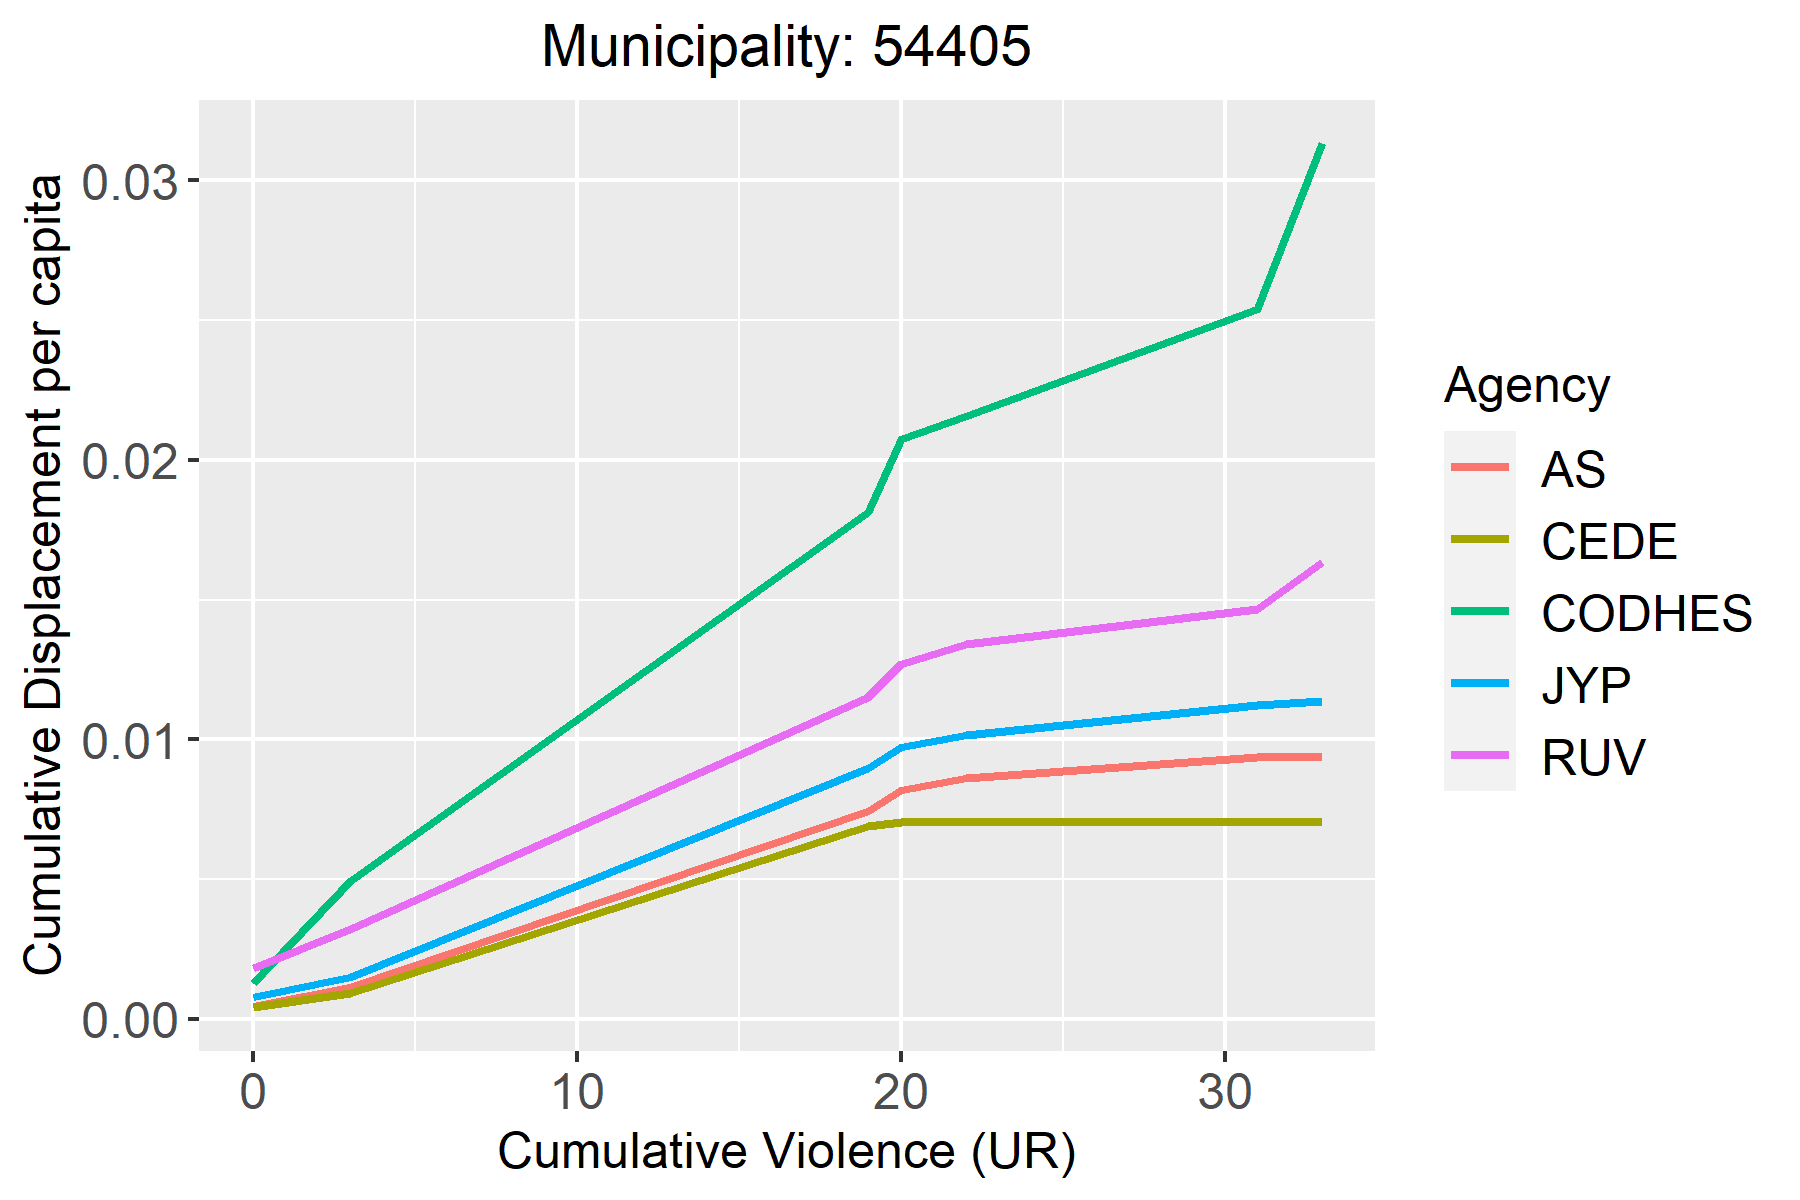 Municipality: 54405
Cumulative Displacement per capita
0.03
0.02
0.01
0.00
0 10 20 30
Cumulative Violence (UR)
Agency
AS
CEDE
CODHES
JYP
RUV